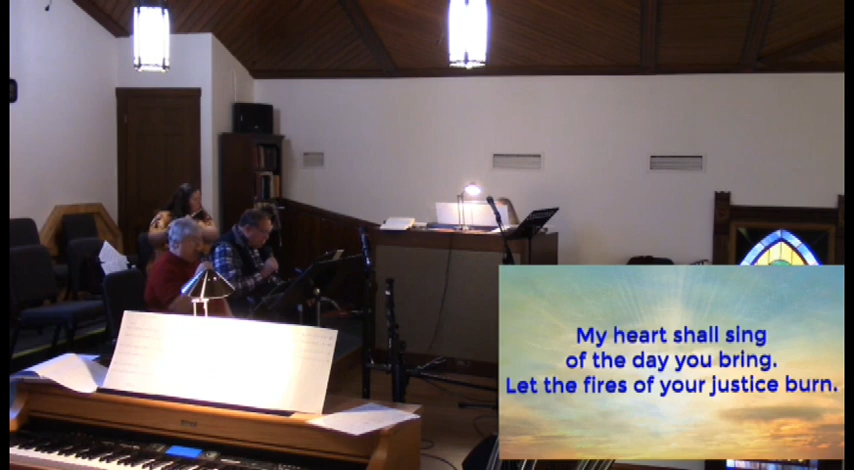 My heart shall sing
of the day you bring.
Let the fires of your justice burn.